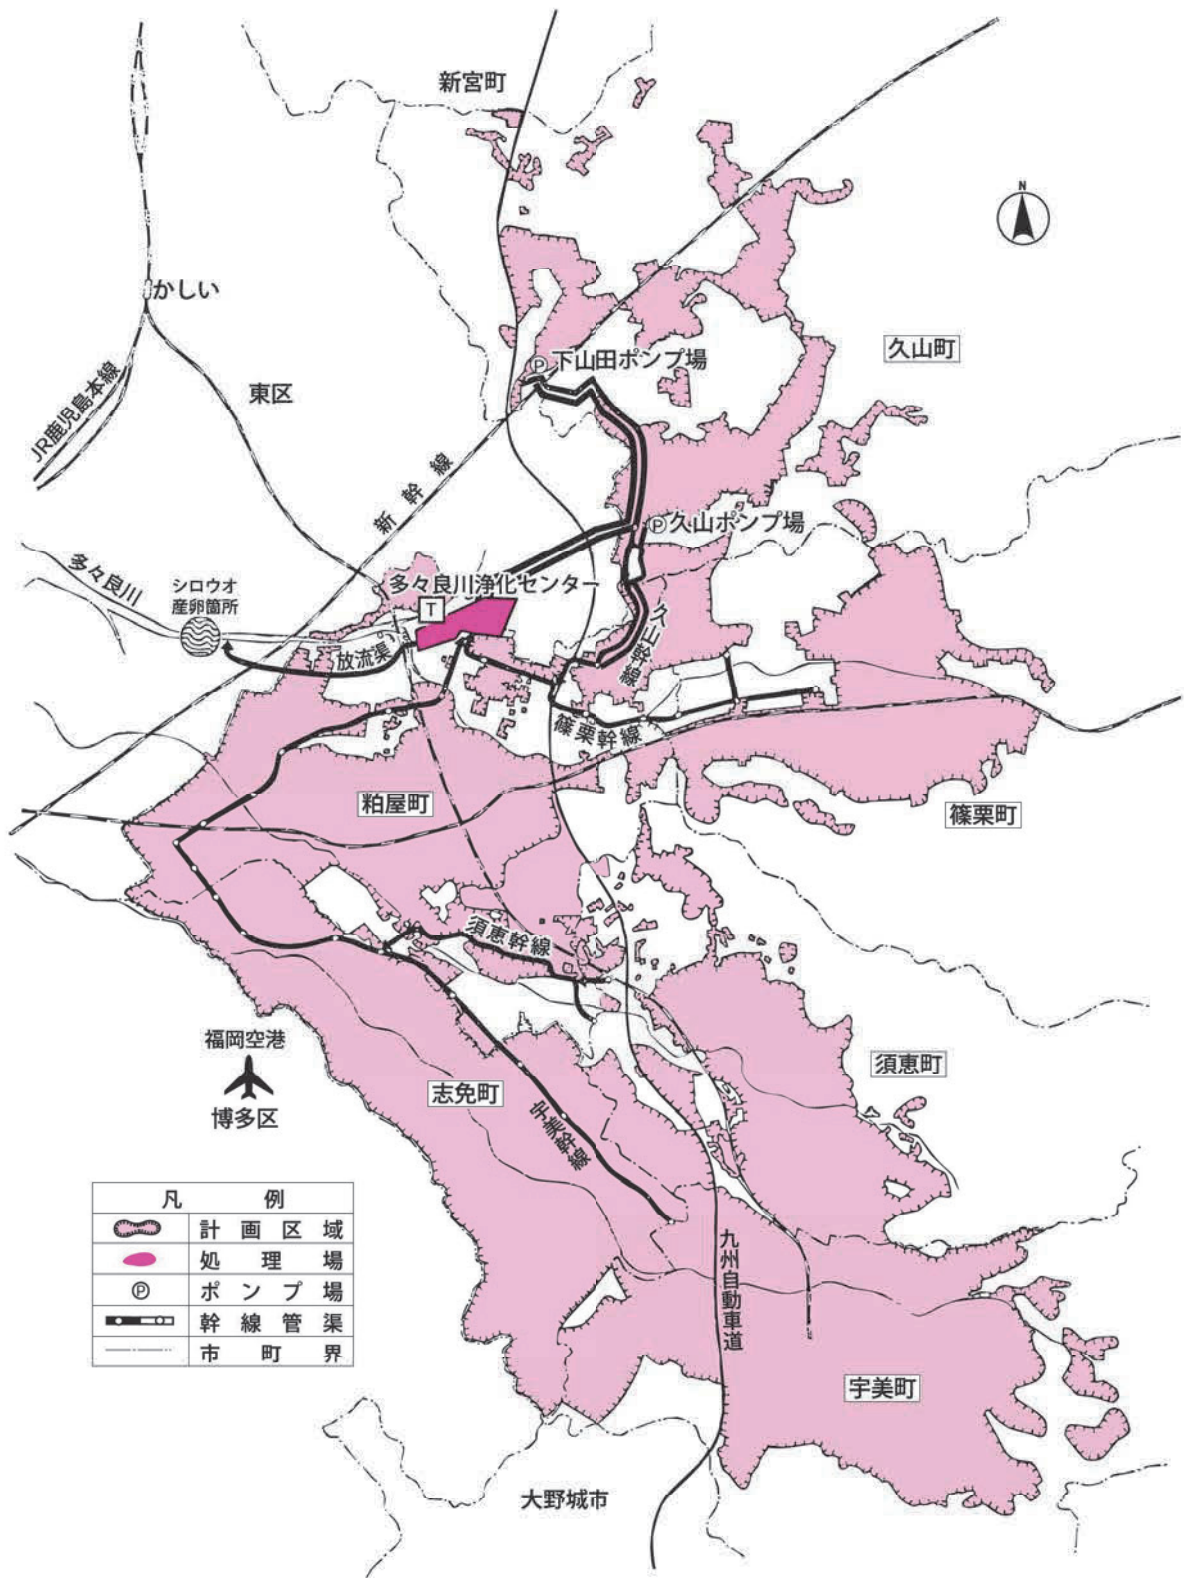 新宮町
N
かしい
久山町
Ⓟ下山田ポンプ場
東区
JR鹿児島本線
新幹線
Ⓟ久山ポンプ場
多々良川
シロウオ
産卵箇所
多々良川浄化センター
T
久山幹線
放流渠
篠栗幹線
粕屋町
篠栗町
須恵幹線
福岡空港
博多区
志免町
須恵町
宇美幹線
九州自動車道
凡例
計画区域
処理場
Ⓟ ポンプ場
幹線管渠
市町界
宇美町
大野城市